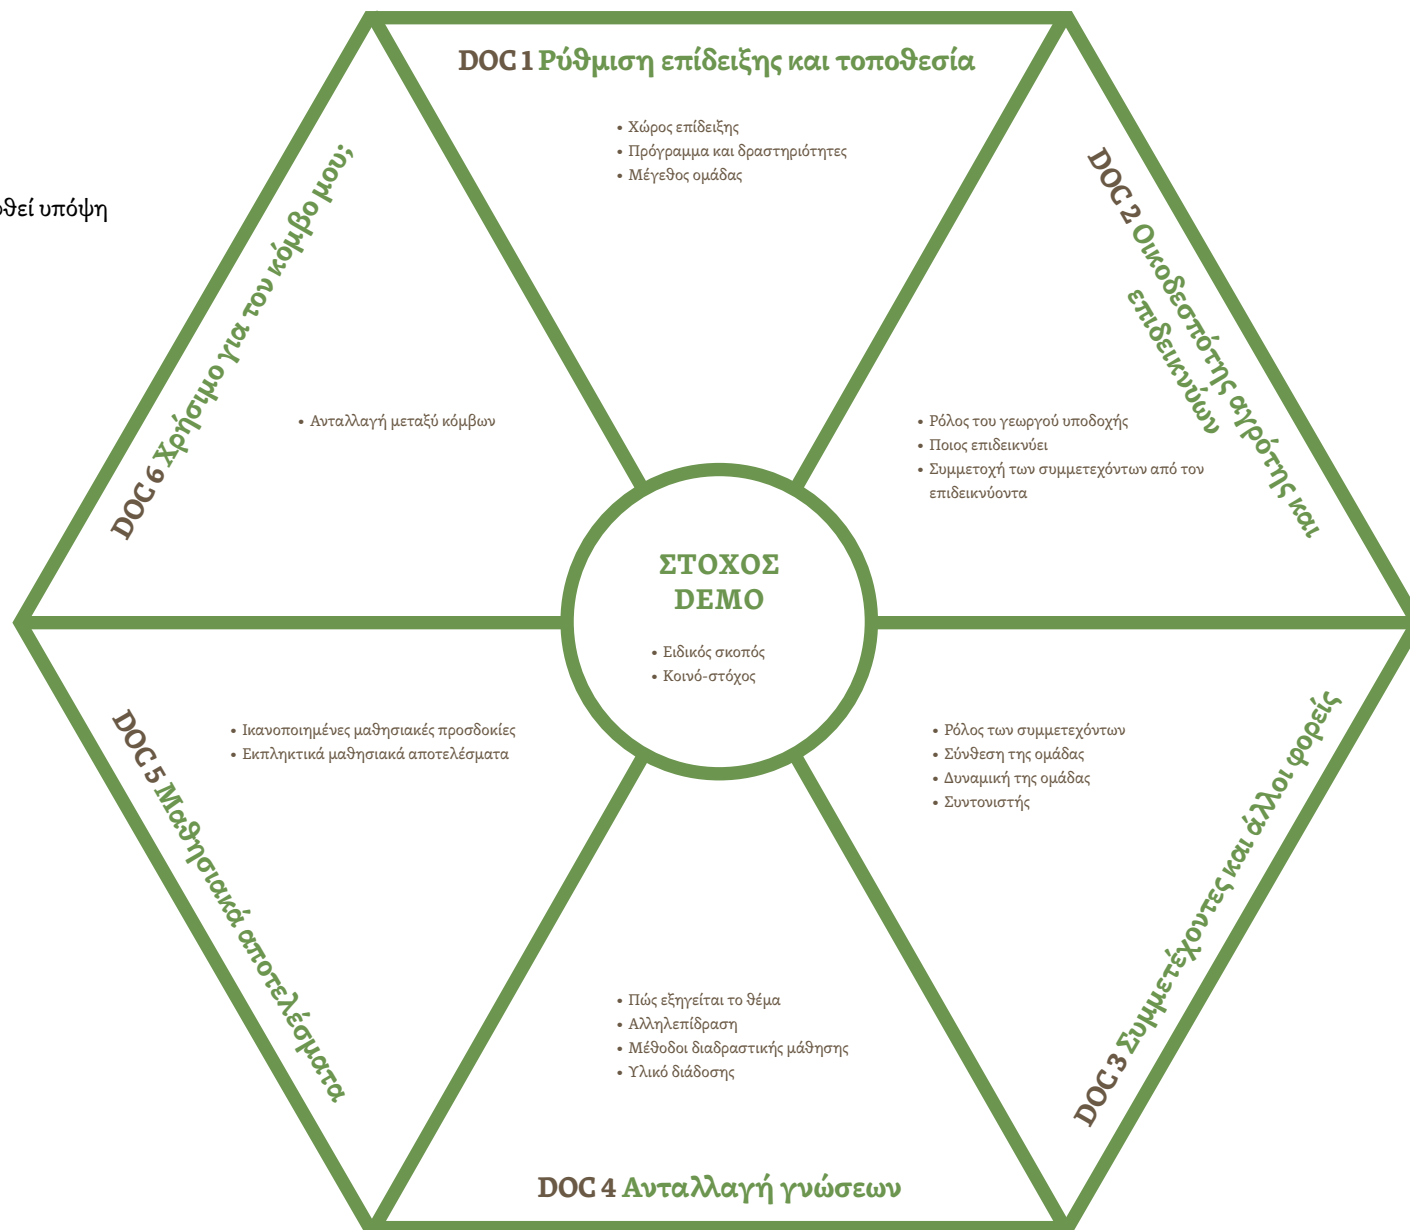 DOC 1 Ρύθμιση επίδειξης και τοποθεσία
• Χώρος επίδειξης
• Πρόγραμμα και δραστηριότητες
• Μέγεθος ομάδας
υπόψη
DOC 2 Οικοδεσπότης αγρότης και
επιδεικνύων
• Ρόλος του γεωργού υποδοχής
• Ποιος επιδεικνύει
• Συμμετοχή των συμμετεχόντων από τον
επιδεικνύοντα
DOC 6 Χρήσιμο για τον κόμβο μου;
• Ανταλλαγή μεταξύ κόμβων
ΣΤΟΧΟΣ
DEMO
• Ειδικός σκοπός
• Κοινό-στόχος
DOC 5 Μαθησιακά αποτελέσματα
• Ικανοποιημένες μαθησιακές προσδοκίες
• Εκπληκτικά μαθησιακά αποτελέσματα
DOC 3 Συμμετέχοντες και άλλοι φορείς
• Ρόλος των συμμετεχόντων
• Σύνθεση της ομάδας
• Δυναμική της ομάδας
• Συντονιστής
• Πώς εξηγείται το θέμα
• Αλληλεπίδραση
• Μέθοδοι διαδραστικής μάθησης
• Υλικό διάδοσης
DOC 4 Ανταλλαγή γνώσεων